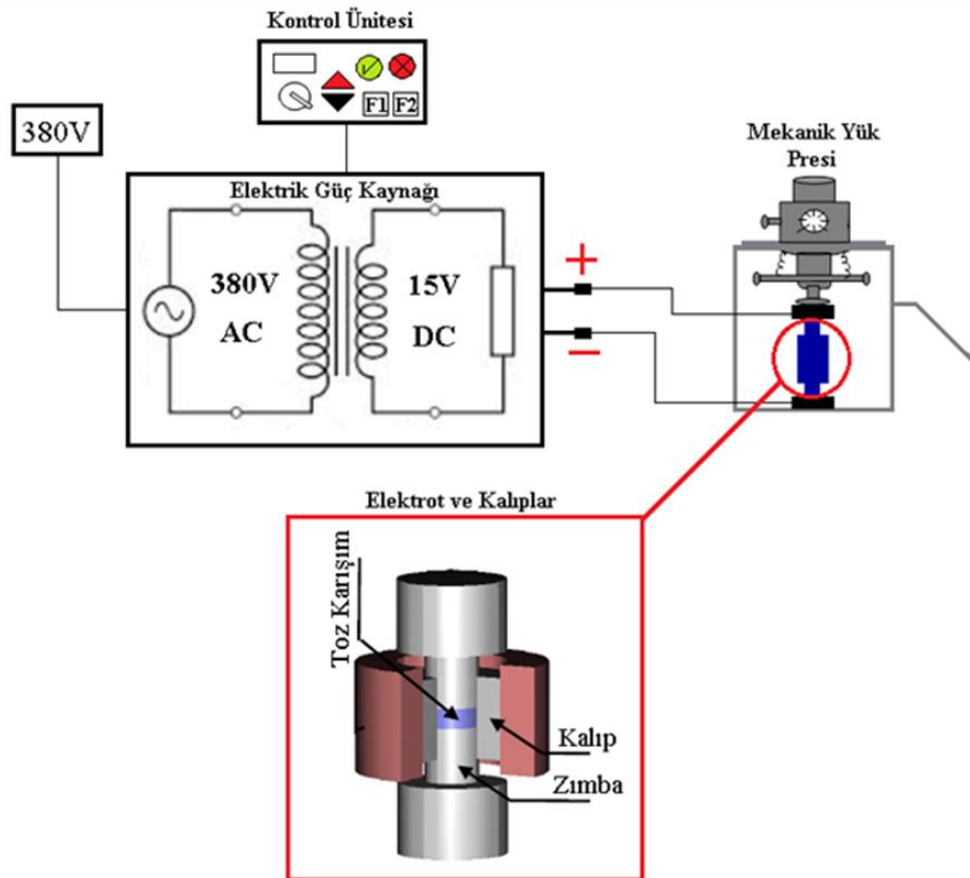 Kontrol Ünitesi
F1 F2
380V
Mekanik Yük
Presi
Elektrik Güç Kaynağı
380V
AC
15V
DC
+
−
Elektrot ve Kalıplar
Toz Karışım
Kalıp
Zımba